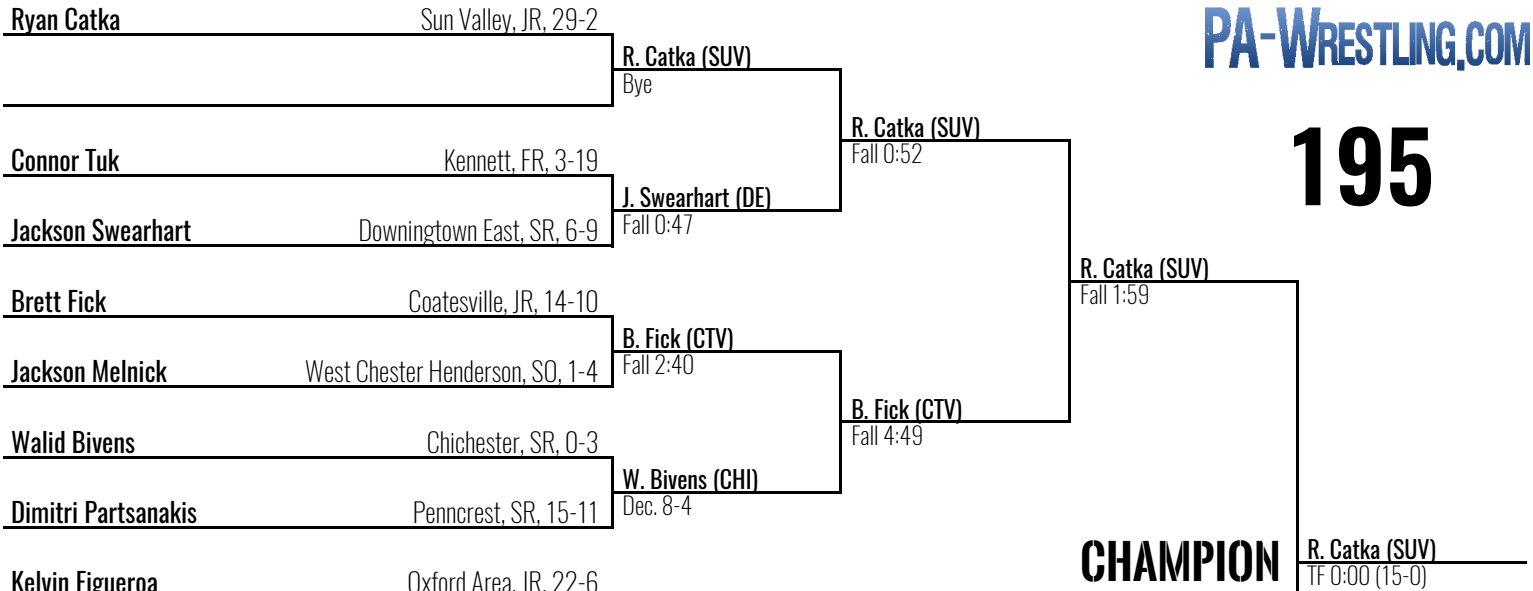 Ryan Catka Sun Valley, JR, 29-2
PA-Wrestling.com
R. Catka (SUV)
Bye
R. Catka (SUV)
Fall 0:52
195
Connor Tuk Kennett, FR, 3-19
J. Swearhart (DE)
Fall 0:47
Jackson Swearhart Downingtown East, SR, 6-9
R. Catka (SUV)
Fall 1:59
Brett Fick Coatesville, JR, 14-10
B. Fick (CTV)
Fall 2:40
Jackson Melnick West Chester Henderson, SO, 1-4
B. Fick (CTV)
Fall 4:49
Walid Bivens Chichester, SR, 0-3
W. Bivens (CHI)
Dec. 8-4
Dimitri Partsanakis Penncrest, SR, 15-11
CHAMPION
R. Catka (SUV)
TF 0:00 (15-0)
Kelvin Figueroa Oxford Area, JR, 22-6